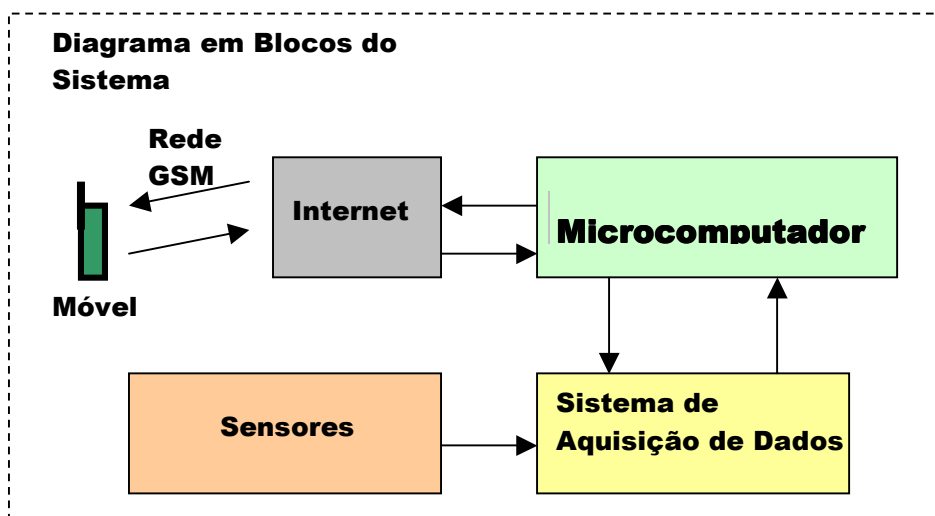 Diagrama em Blocos do
Sistema
Rede
GSM
Internet
Microcomputador
Móvel
Sensores
Sistema de
Aquisição de Dados